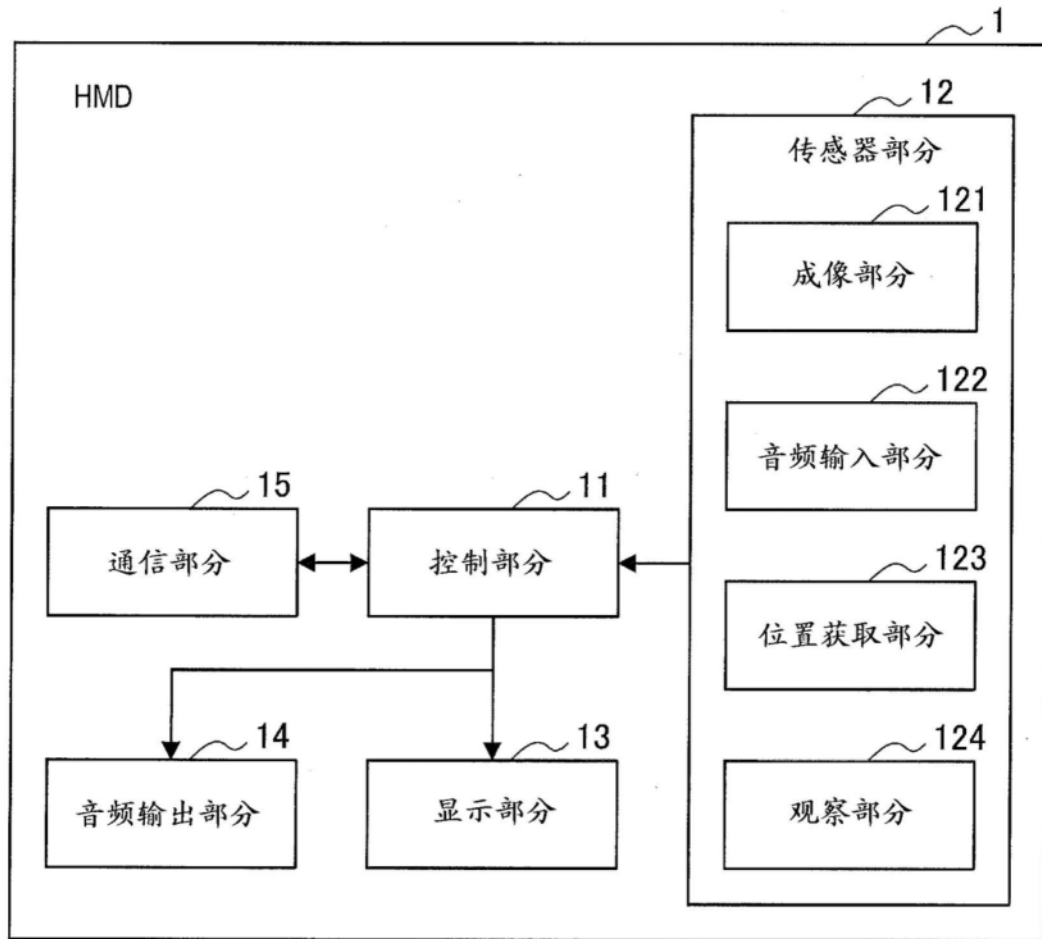 1
HMD
12
传感器部分
121
成像部分
122
音频输入部分
15
11
通信部分
控制部分
123
位置获取部分
14
13
音频输出部分
显示部分
124
观察部分